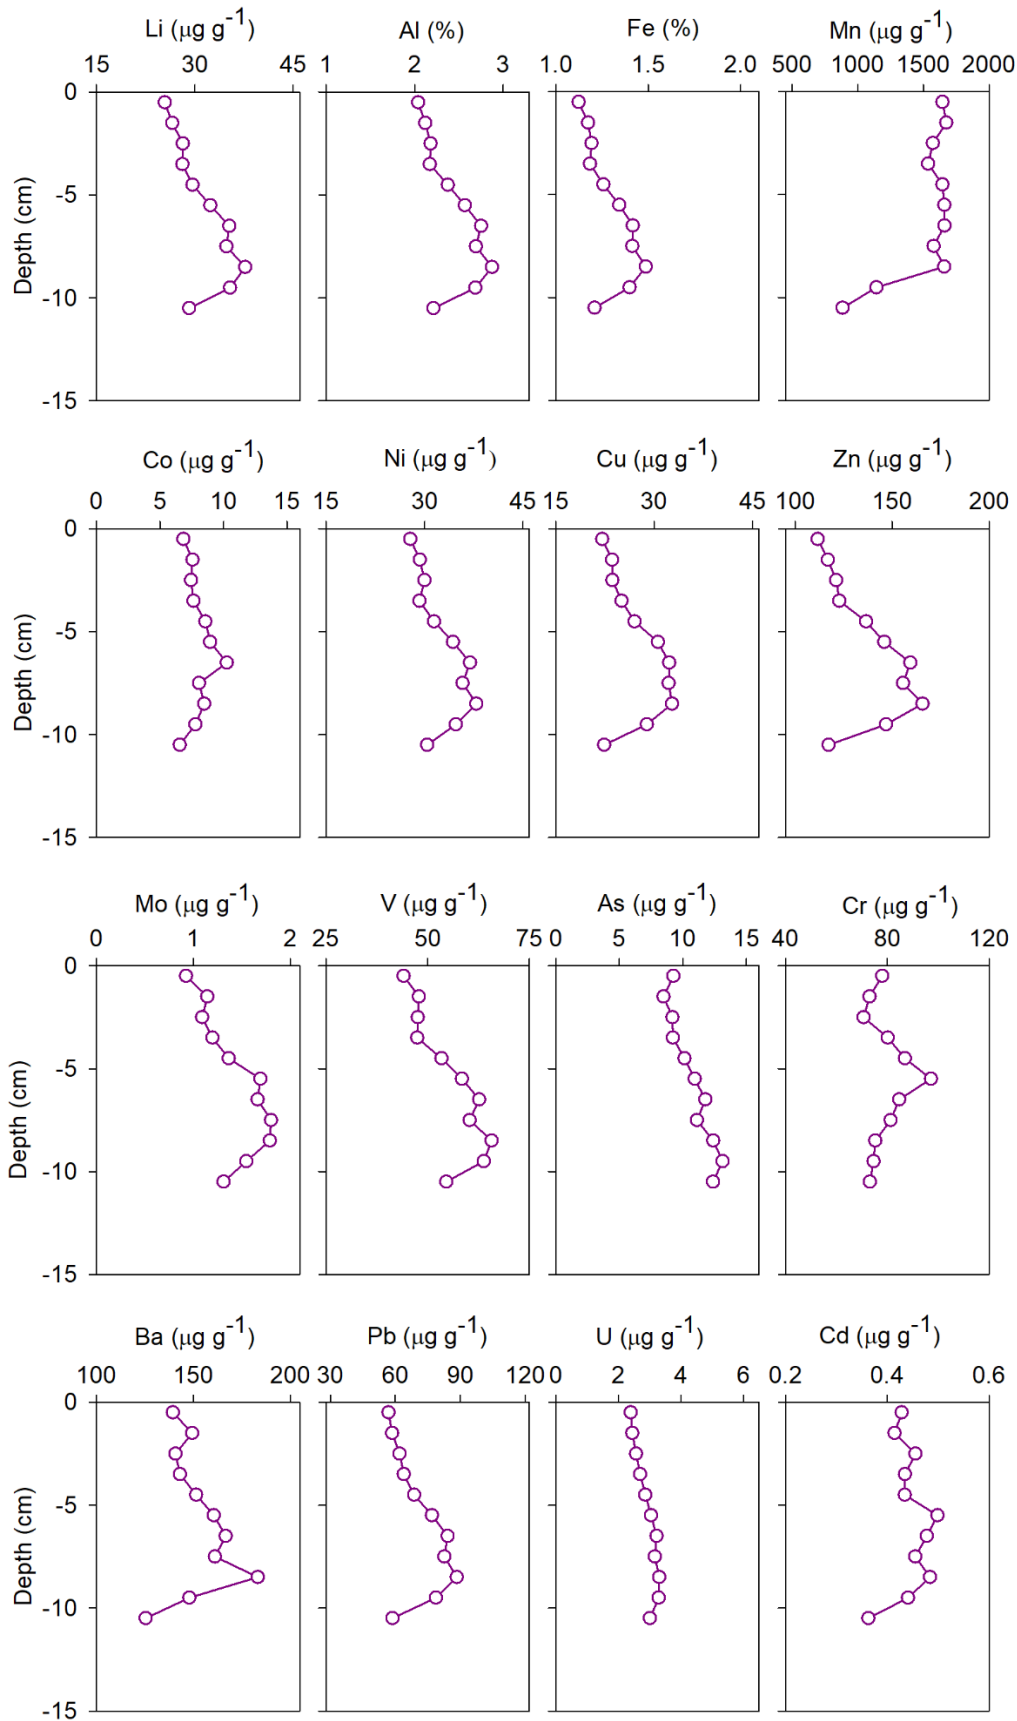 Li (μg g⁻¹) Al (%) Fe (%) Mn (μg g⁻¹)
15 30 45 1 2 3 1.0 1.5 2.0 500 1000 1500 2000
0
-5
-10
-15
Depth (cm)
Co (μg g⁻¹) Ni (μg g⁻¹) Cu (μg g⁻¹) Zn (μg g⁻¹)
0 5 10 15 15 30 45 15 30 45 100 150 200
0
-5
-10
-15
Depth (cm)
Mo (μg g⁻¹) V (μg g⁻¹) As (μg g⁻¹) Cr (μg g⁻¹)
0 1 2 25 50 75 0 5 10 15 40 80 120
0
-5
-10
-15
Depth (cm)
Ba (μg g⁻¹) Pb (μg g⁻¹) U (μg g⁻¹) Cd (μg g⁻¹)
100 150 200 30 60 90 120 0 2 4 6 0.2 0.4 0.6
0
-5
-10
-15
Depth (cm)